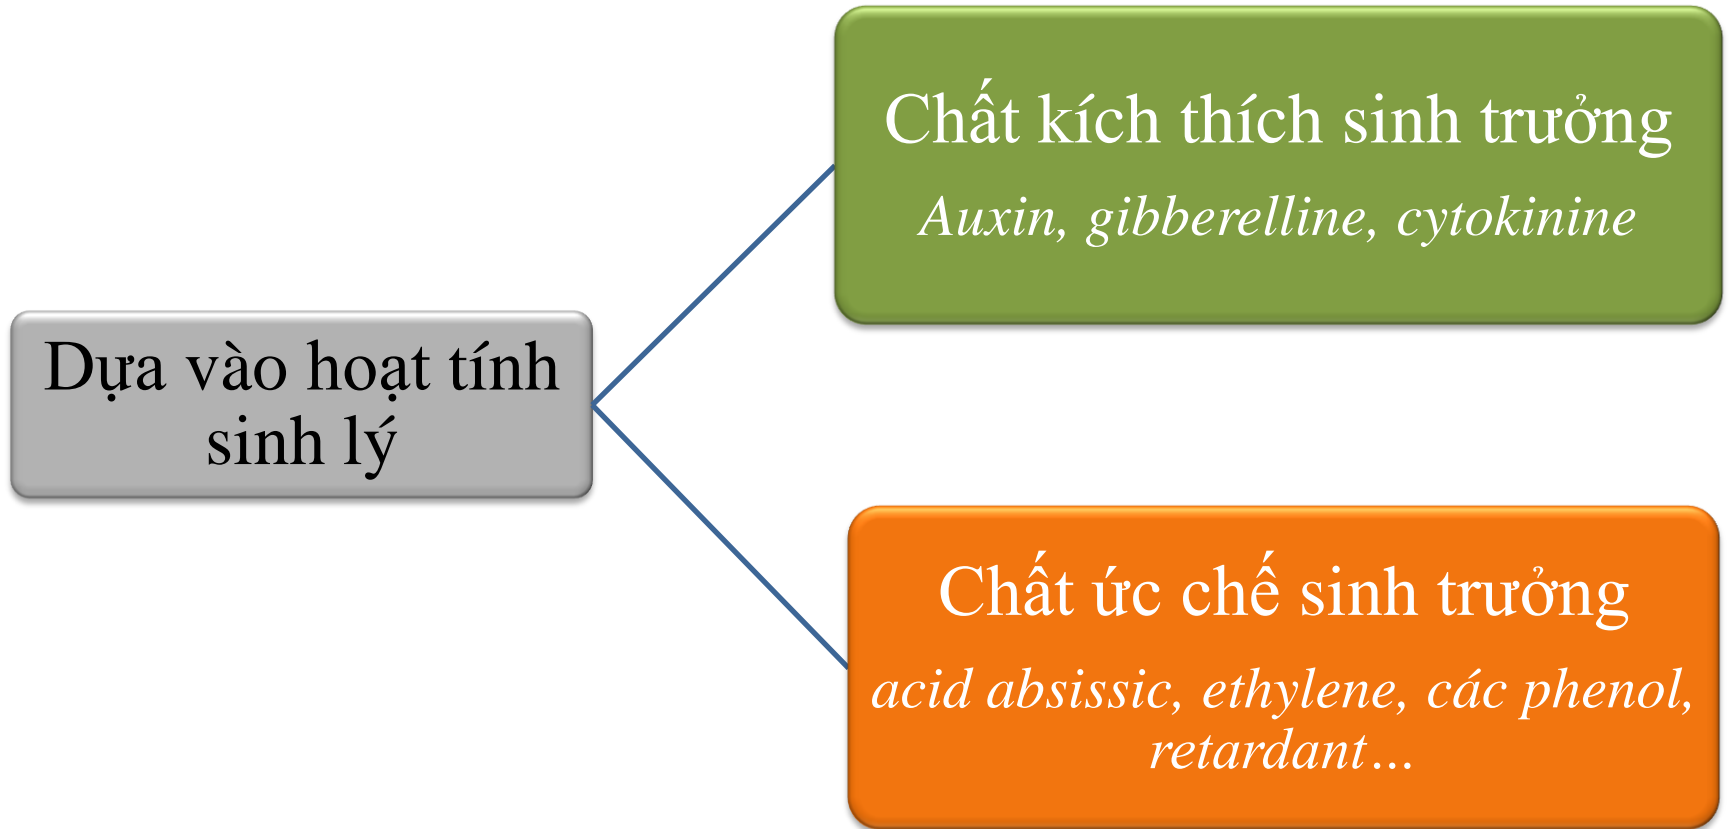 Chất kích thích sinh trưởng
Auxin, gibberelline, cytokinine
Dựa vào hoạt tính
sinh lý
Chất ức chế sinh trưởng
acid absissic, ethylene, các phenol,
retardant...